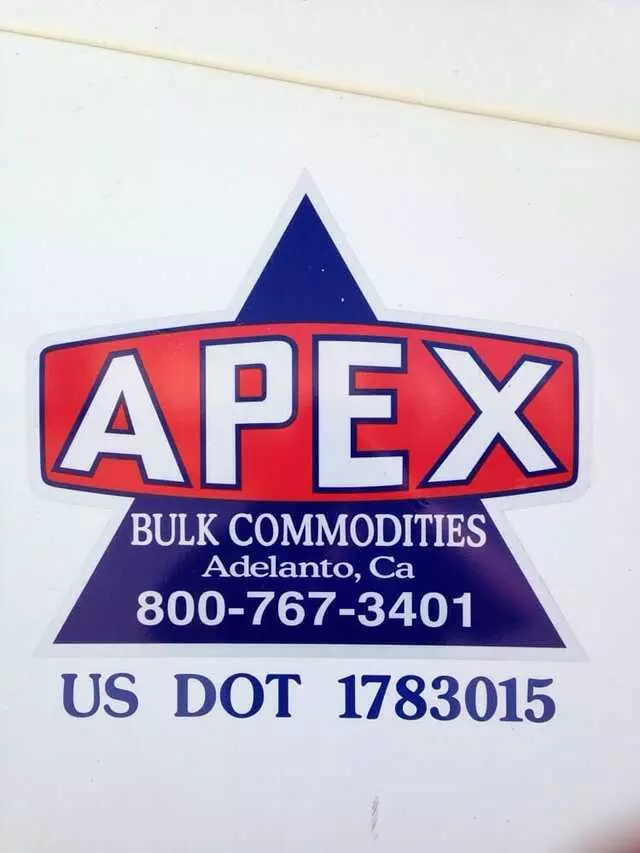 APEX
BULK COMMODITIES
Adelanto, Ca
800-767-3401
US DOT 1783015